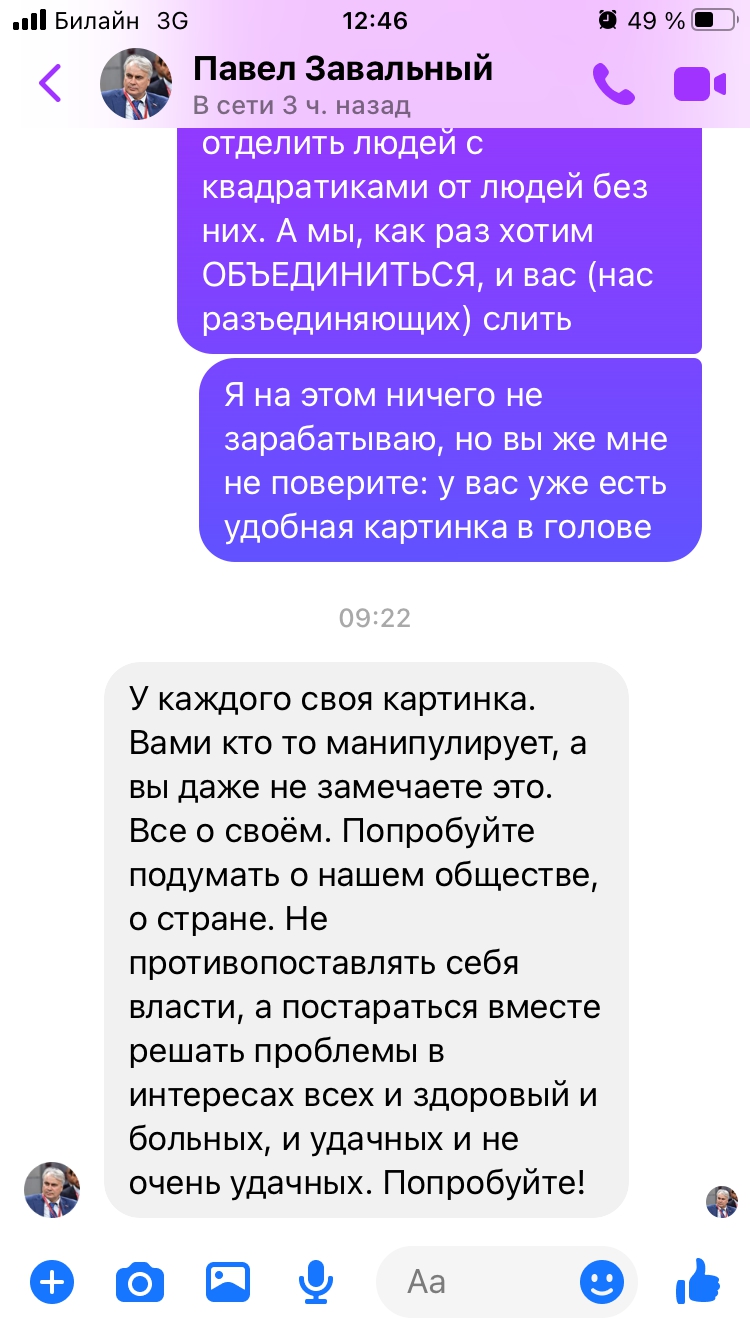 Билайн 3G 12:46 49 %
Павел Завальный
В сети 3 ч. назад
отделить людей с
квадратиками от людей без
них. А мы, как раз хотим
ОБЪЕДИНИТЬСЯ, и вас (нас
разъединяющих) слить
Я на этом ничего не
зарабатываю, но вы же мне
не поверите: у вас уже есть
удобная картинка в голове
09:22
У каждого своя картинка.
Вами кто то манипулирует, а
вы даже не замечаете это.
Все о своём. Попробуйте
подумать о нашем обществе,
о стране. Не
противопоставлять себя
власти, а постараться вместе
решать проблемы в
интересах всех и здоровый и
больных, и удачных и не
очень удачных. Попробуйте!
Aa